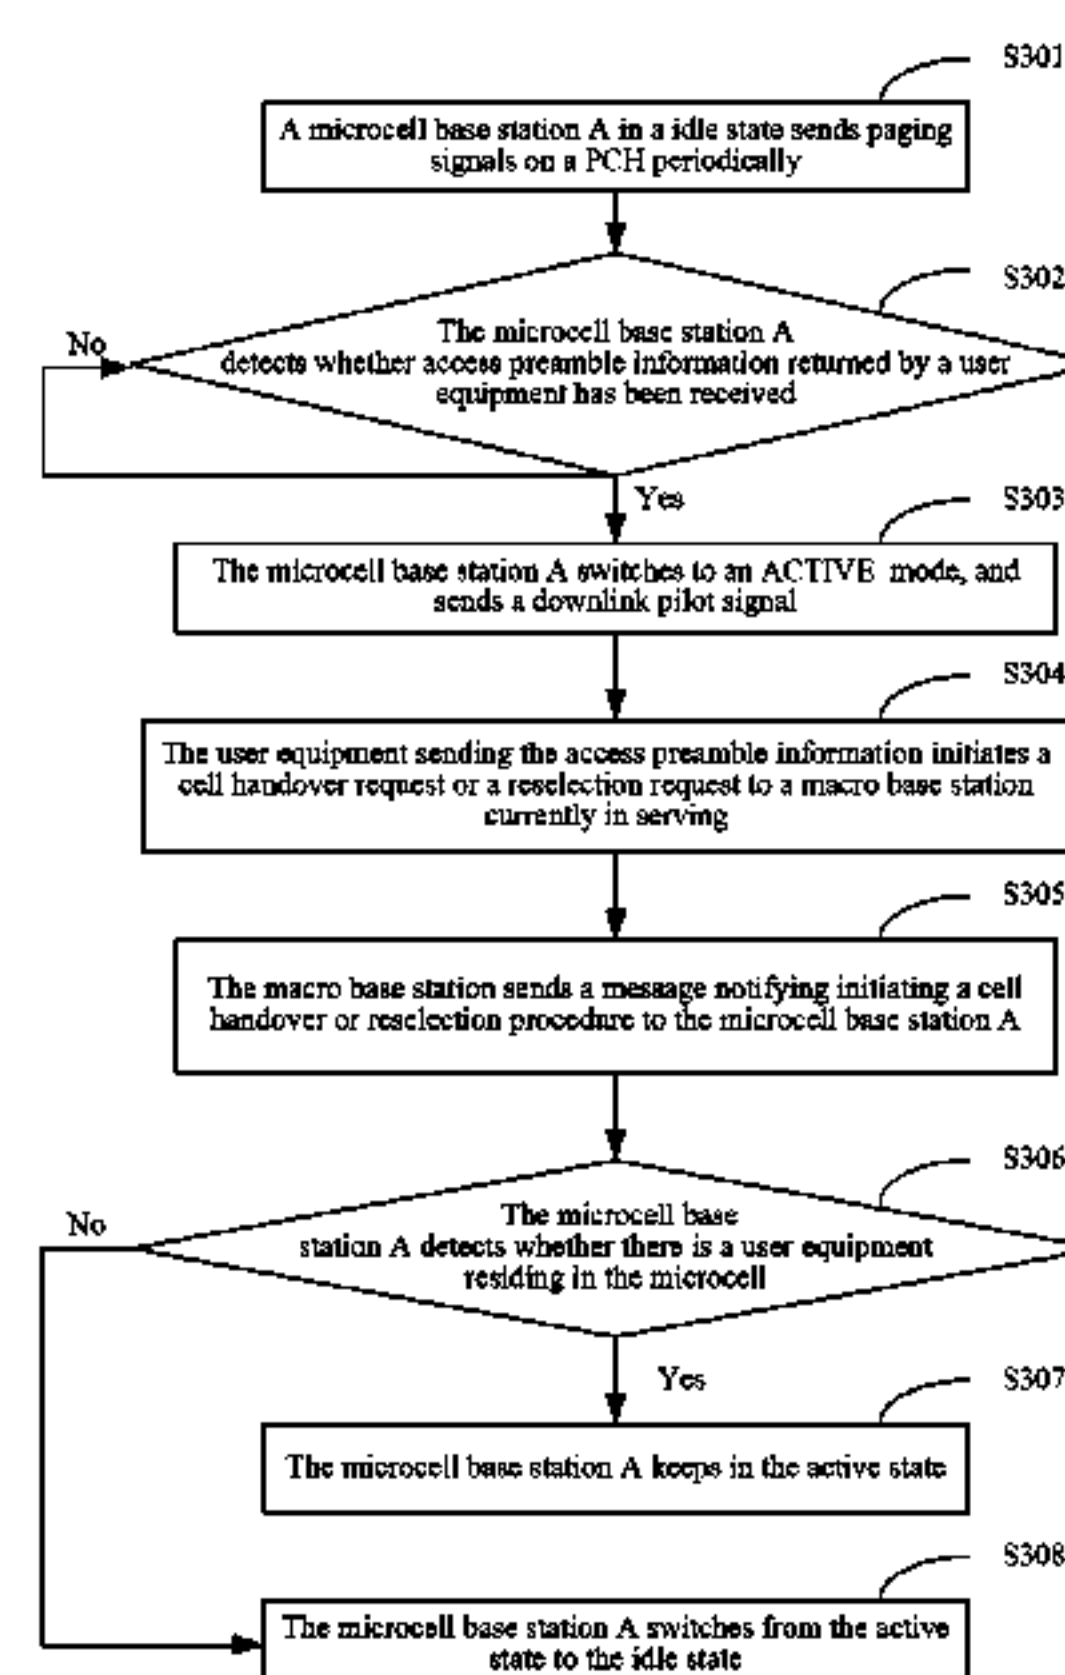 S301
A microcell base station A in a idle state sends paging
signals on a PCH periodically
S302
The microcell base station A
detects whether access preamble information returned by a user
equipment has been received
No
Yes
S303
The microcell base station A switches to an ACTIVE mode, and
sends a downlink pilot signal
S304
The user equipment sending the access preamble information initiates a
cell handover request or a reselection request to a macro base station
currently in serving
S305
The macro base station sends a message notifying initiating a cell
handover or reselection procedure to the microcell base station A
S306
The microcell base
station A detects whether there is a user equipment
residing in the microcell
No
Yes
S307
The microcell base station A keeps in the active state
S308
The microcell base station A switches from the active
state to the idle state